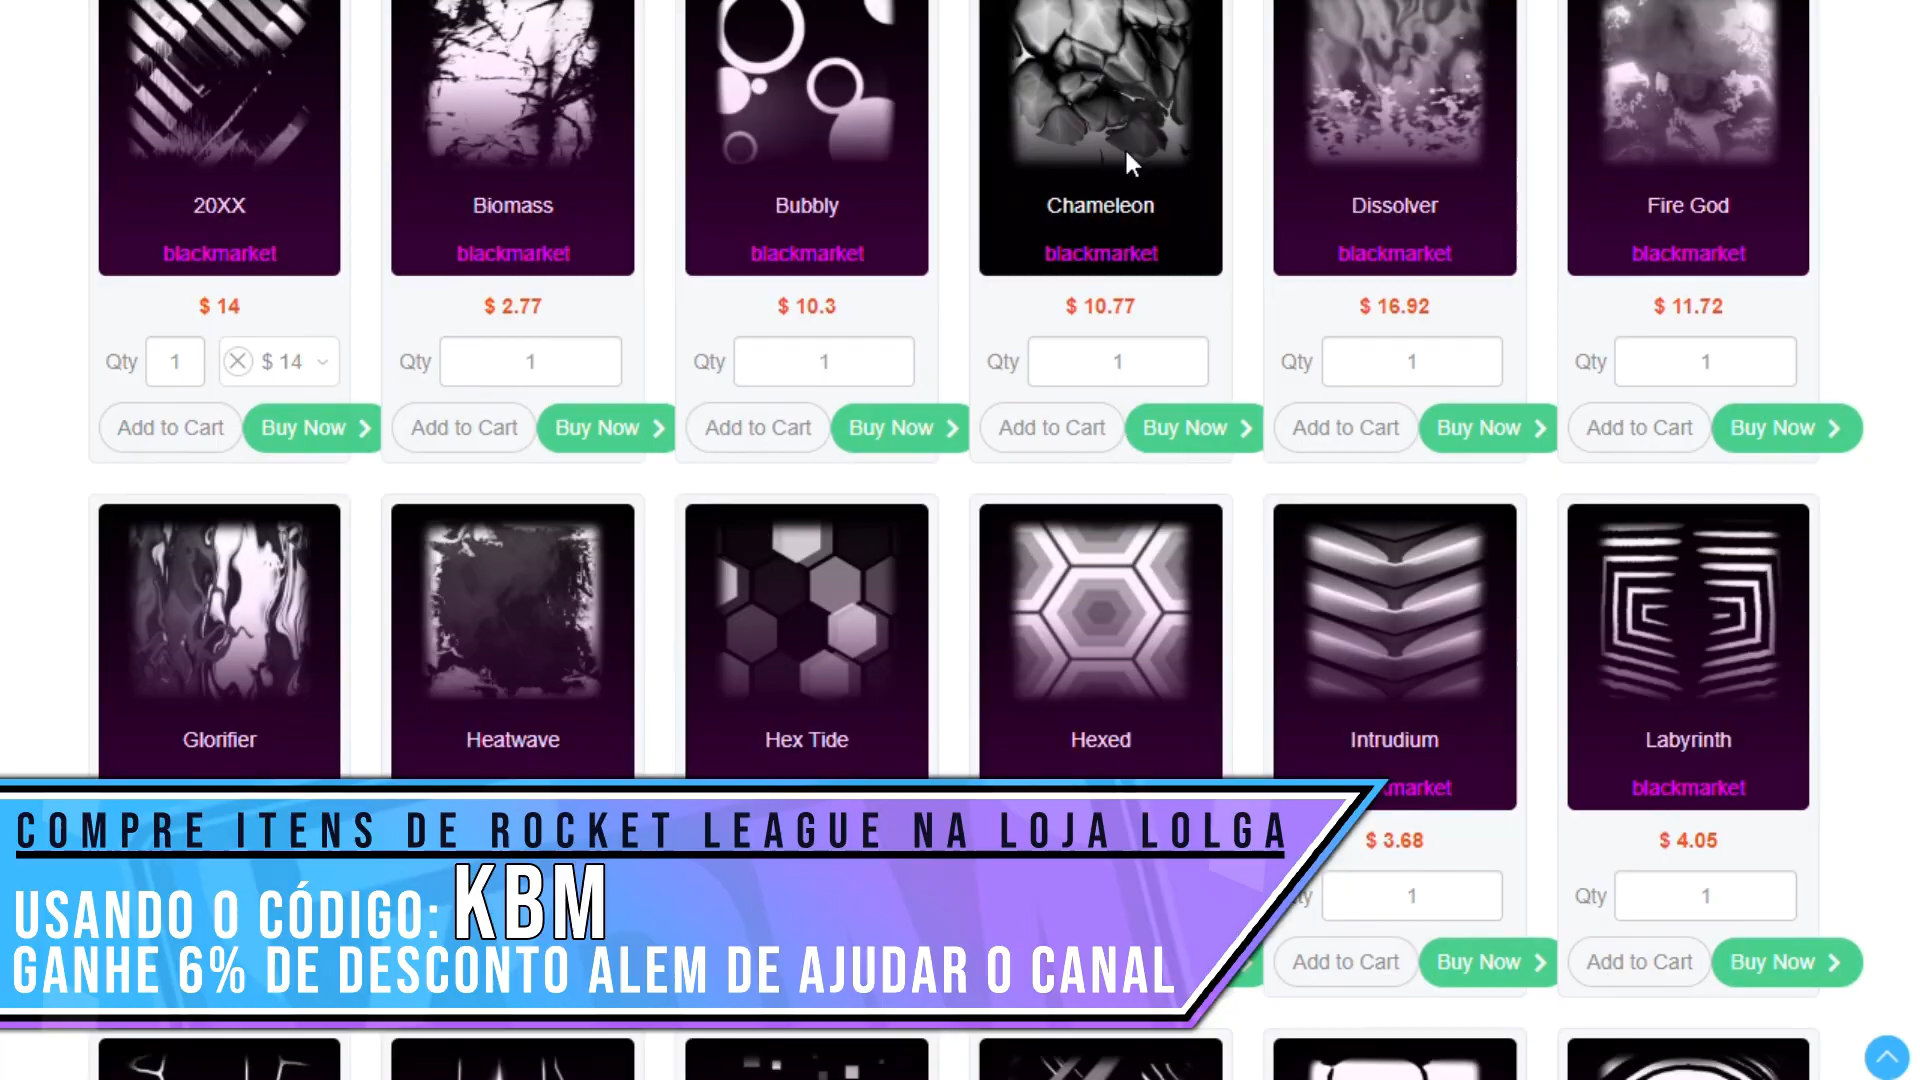 20XX Biomass Bubbly Chameleon Dissolver Fire God
blackmarket blackmarket blackmarket blackmarket blackmarket blackmarket
$ 14 $ 2.77 $ 10.3 $ 10.77 $ 16.92 $ 11.72
Qty 1 $ 14 Qty 1 Qty 1 Qty 1 Qty 1 Qty 1
Add to Cart Buy Now Add to Cart Buy Now Add to Cart Buy Now Add to Cart Buy Now Add to Cart Buy Now Add to Cart Buy Now
Glorifier Heatwave Hex Tide Hexed Intrudium Labyrinth
kmarket blackmarket
$ 3.68 $ 4.05
ty 1 Qty 1
Add to Cart Buy Now Add to Cart Buy Now
COMPRE ITENS DE ROCKET LEAGUE NA LOJA LOLGA
USANDO O CÓDIGO: KBM
GANHE 6% DE DESCONTO ALEM DE AJUDAR O CANAL